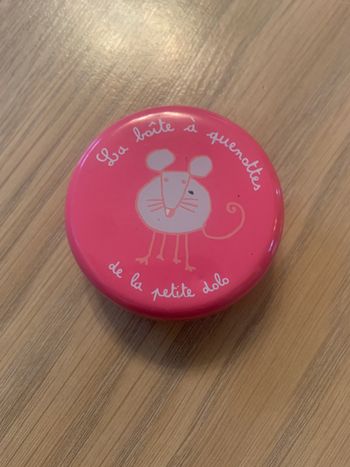 La boîte à quenottes
de la petite dolo